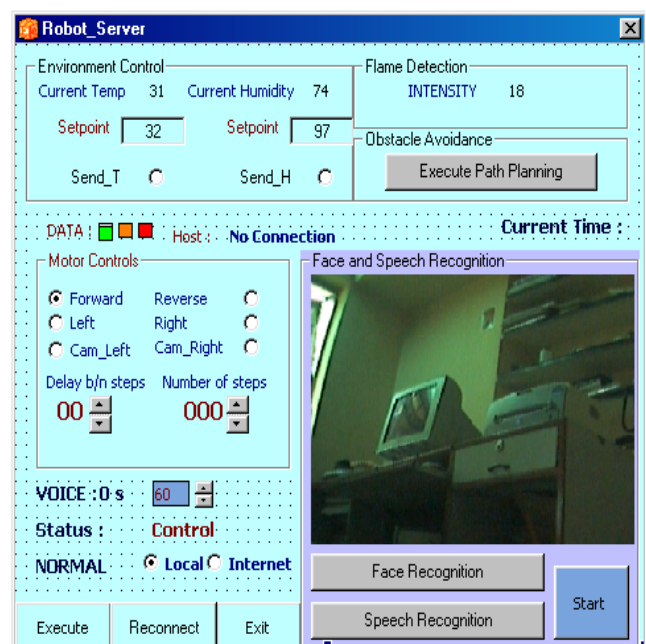 Robot_Server
Environment Control
Current Temp 31 Current Humidity 74
Setpoint 32 Setpoint 97
Send_T Send_H
Flame Detection
INTENSITY 18
Obstacle Avoidance
Execute Path Planning
DATA : Host : No Connection
Current Time :
Motor Controls
Forward Reverse
Left Right
Cam_Left Cam_Right
Delay b/n steps Number of steps
00 000
Face and Speech Recognition
VOICE :0 s 60
Status : Control
NORMAL Local Internet
Execute Reconnect Exit
Face Recognition
Speech Recognition
Start